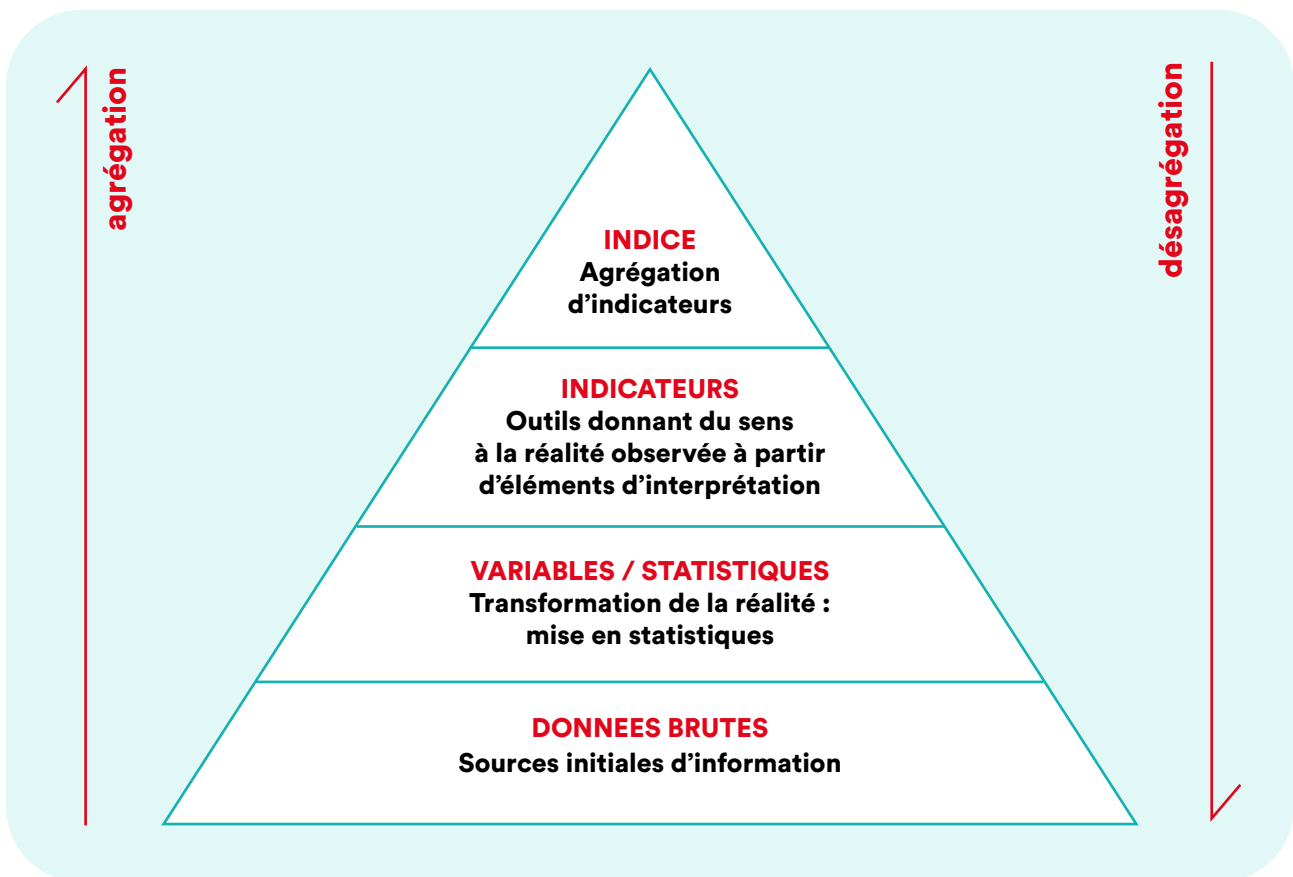 agrégation
désagrégation
INDICE
Agrégation
d’indicateurs
INDICATEURS
Outils donnant du sens
à la réalité observée à partir
d’éléments d’interprétation
VARIABLES / STATISTIQUES
Transformation de la réalité :
mise en statistiques
DONNEES BRUTES
Sources initiales d’information